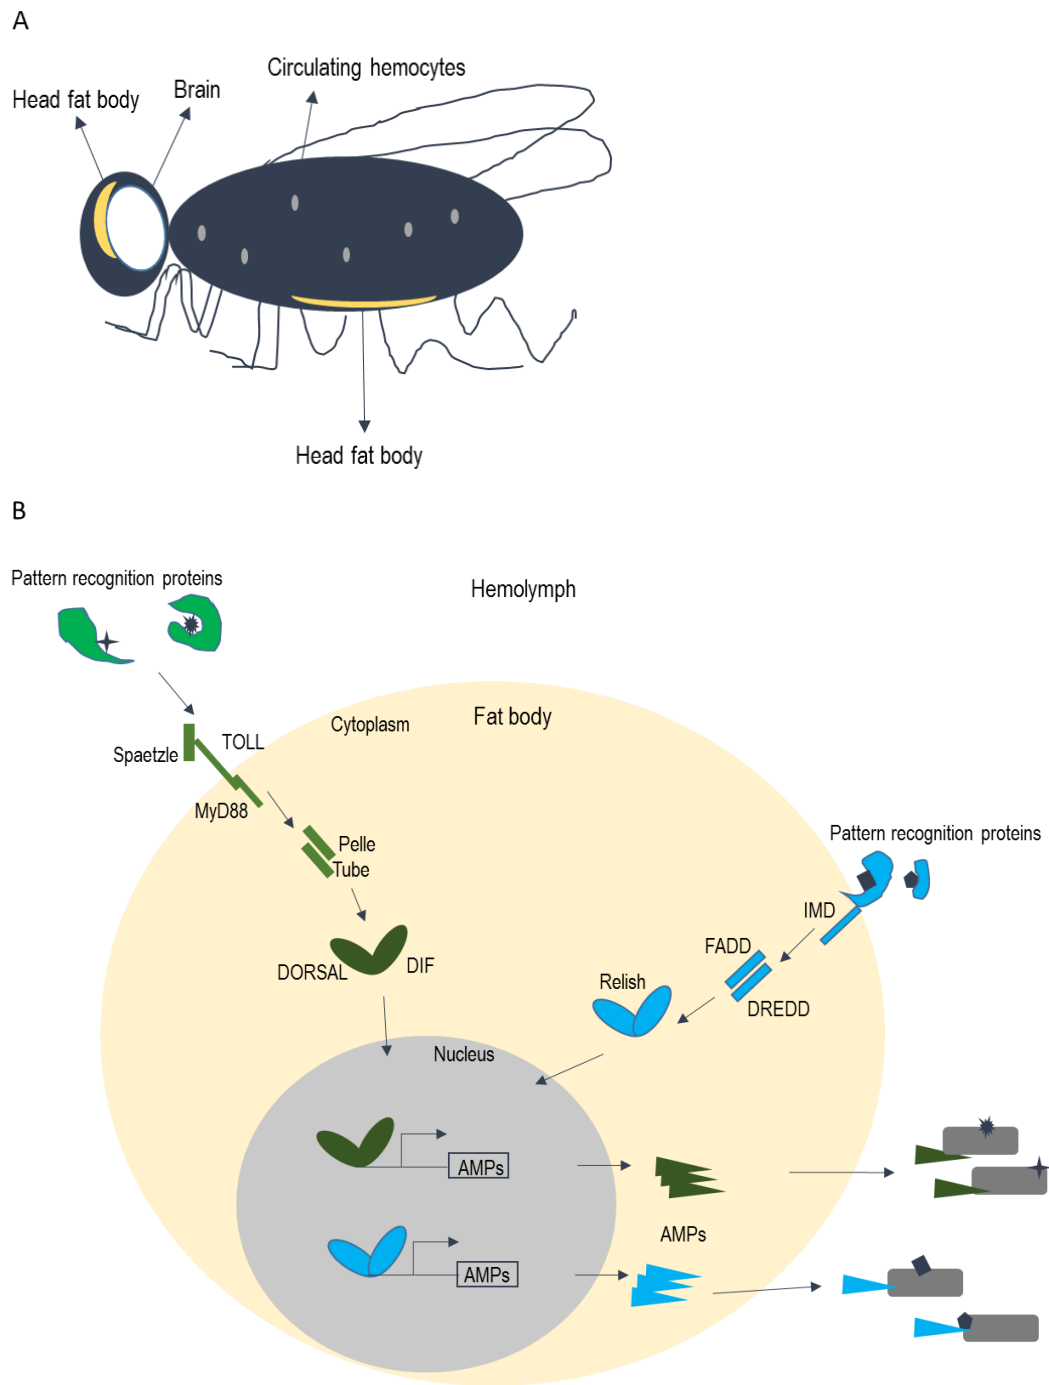 A
Circulating hemocytes
Brain
Head fat body
Head fat body
B
Pattern recognition proteins
Hemolymph
Fat body
Cytoplasm
TOLL
Spaetzle
MyD88
Pelle
Tube
Pattern recognition proteins
IMD
FADD
DORSAL
DIF
Relish
DREDD
Nucleus
AMPs
AMPs
AMPs